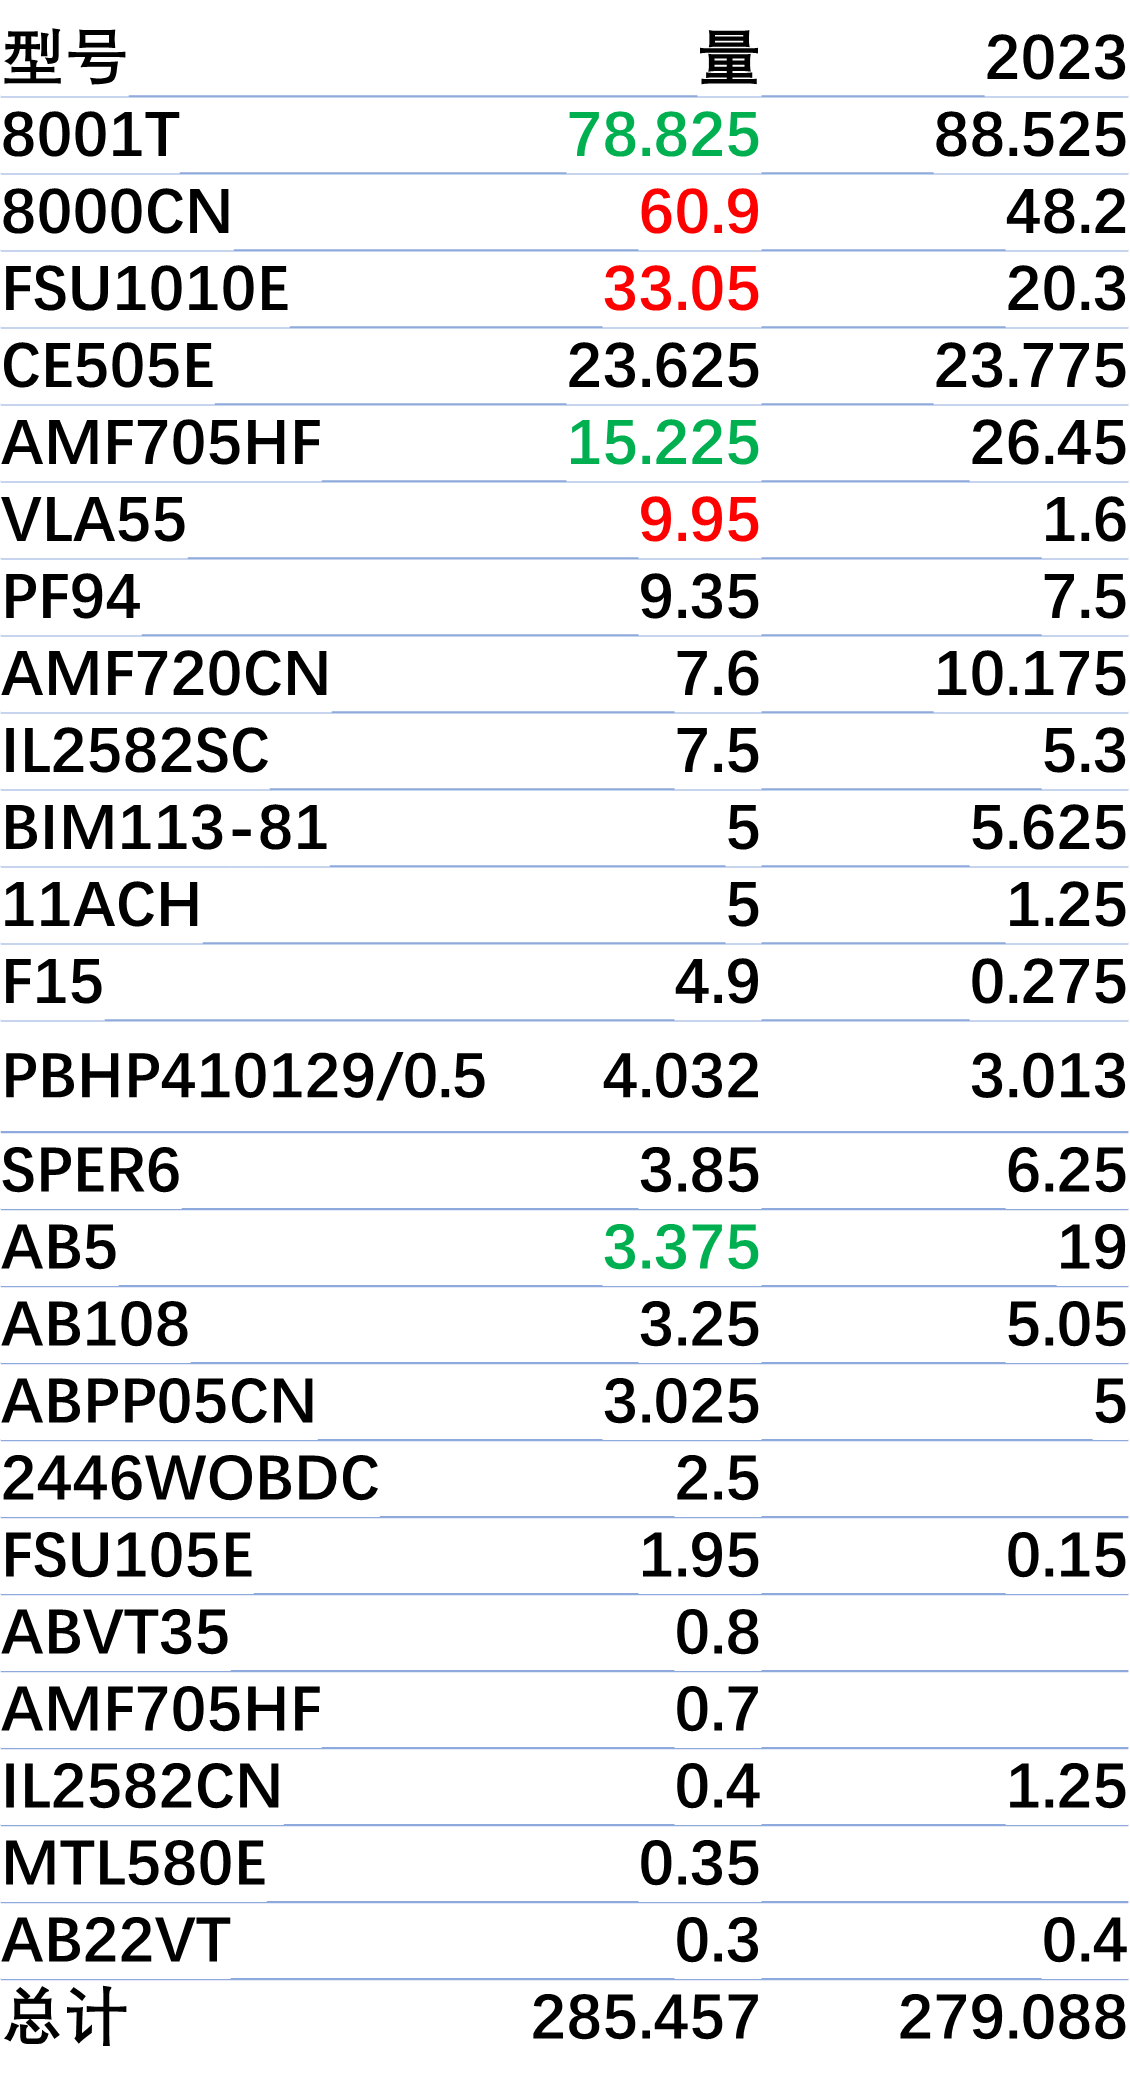 型号 量 2023
8001T 78.825 88.525
8000CN 60.9 48.2
FSU1010E 33.05 20.3
CE505E 23.625 23.775
AMF705HF 15.225 26.45
VLA55 9.95 1.6
PF94 9.35 7.5
AMF720CN 7.6 10.175
IL2582SC 7.5 5.3
BIM113-81 5 5.625
11ACH 5 1.25
F15 4.9 0.275
PBHP410129/0.5 4.032 3.013
SPER6 3.85 6.25
AB5 3.375 19
AB108 3.25 5.05
ABPP05CN 3.025 5
2446WOBDC 2.5
FSU105E 1.95 0.15
ABVT35 0.8
AMF705HF 0.7
IL2582CN 0.4 1.25
MTL580E 0.35
AB22VT 0.3 0.4
总计 285.457 279.088